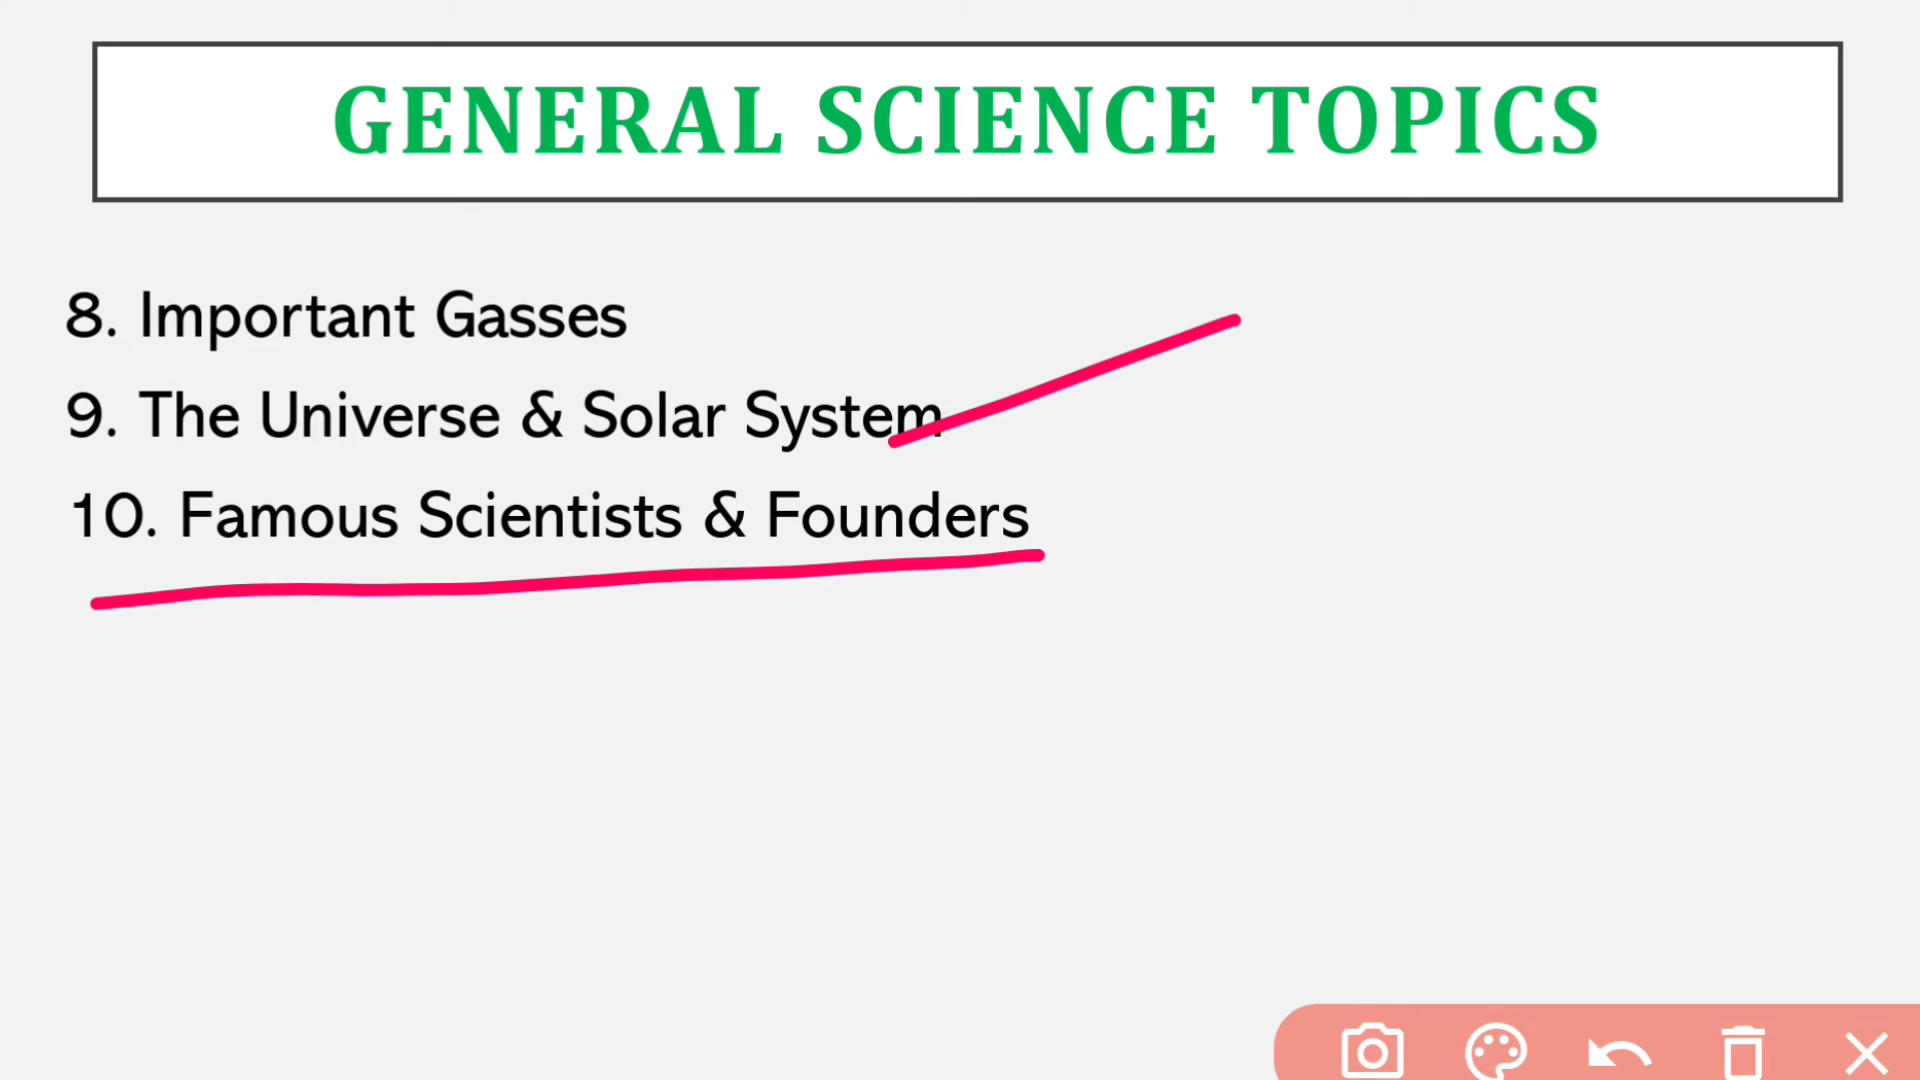 GENERAL SCIENCE TOPICS
8. Important Gasses
9. The Universe & Solar System
10. Famous Scientists & Founders